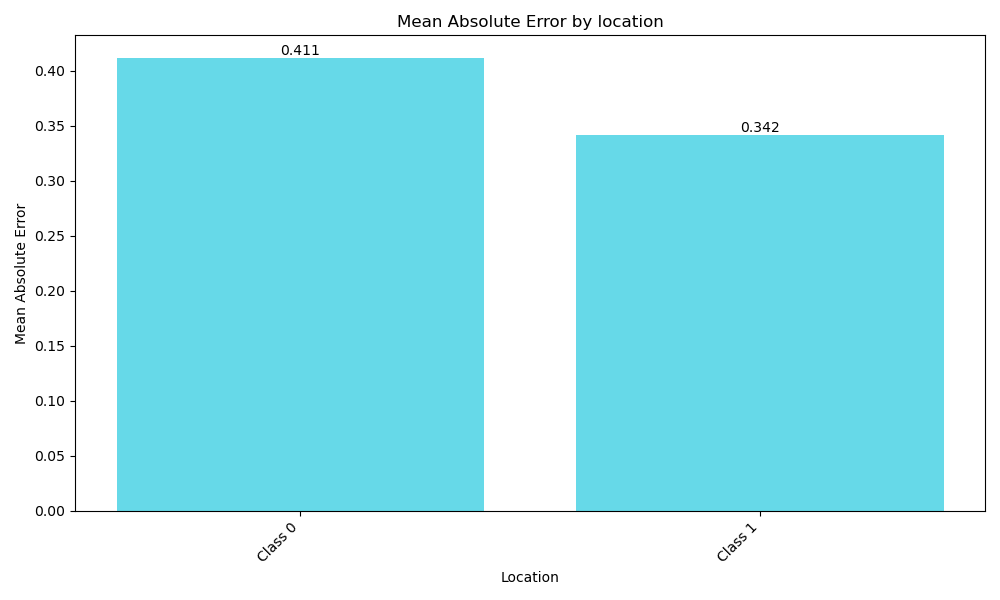 Mean Absolute Error by location
0.411
0.342
0.40
0.35
0.30
0.25
0.20
0.15
0.10
0.05
0.00
Mean Absolute Error
Class 0
Class 1
Location